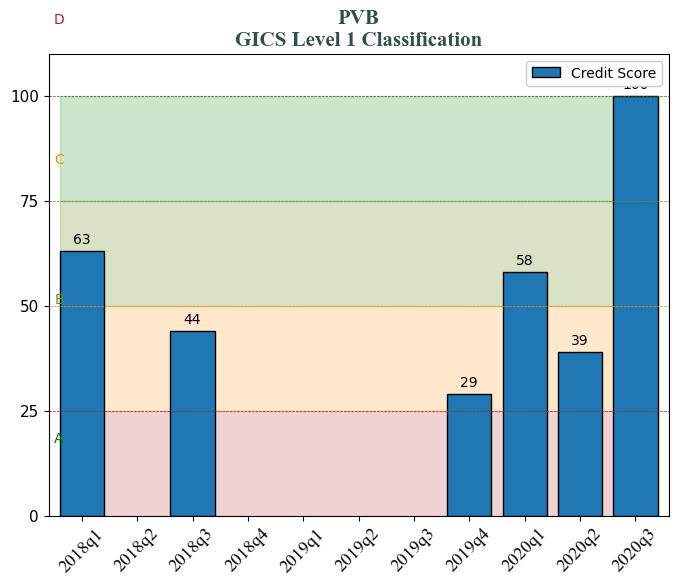 D
PVB
GICS Level 1 Classification
Credit Score
100
100
C
75
63
58
B
50
44
39
29
25
A
0
2018q1
2018q2
2018q3
2018q4
2019q1
2019q2
2019q3
2019q4
2020q1
2020q2
2020q3